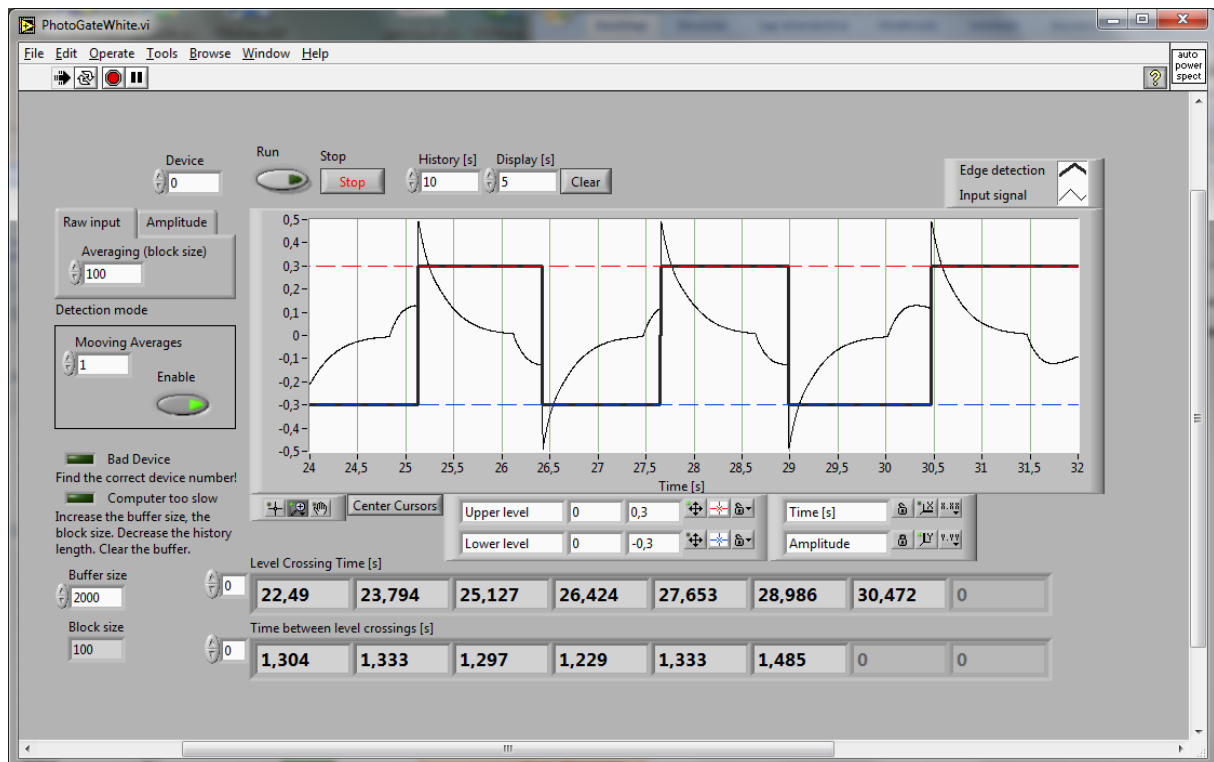 PhotoGateWhite.vi
File Edit Operate Tools Browse Window Help
auto
power
spect
?
Device
0
Run
Stop
Stop
History [s]
10
Display [s]
5
Clear
Edge detection
Input signal
Raw input
Amplitude
Averaging (block size)
100
Detection mode
Mooving Averages
1
Enable
Bad Device
Find the correct device number!
Computer too slow
Increase the buffer size, the
block size. Decrease the history
length. Clear the buffer.
Buffer size
2000
Block size
100
0,5
0,4
0,3
0,2
0,1
0
-0,1
-0,2
-0,3
-0,4
-0,5
24 24,5 25 25,5 26 26,5 27 27,5 28 28,5 29 29,5 30 30,5 31 31,5 32
Time [s]
Center Cursors
Upper level 0 0,3
Lower level 0 -0,3
Time [s]
Amplitude
Level Crossing Time [s]
0 22,49 23,794 25,127 26,424 27,653 28,986 30,472 0
Time between level crossings [s]
0 1,304 1,333 1,297 1,229 1,333 1,485 0 0